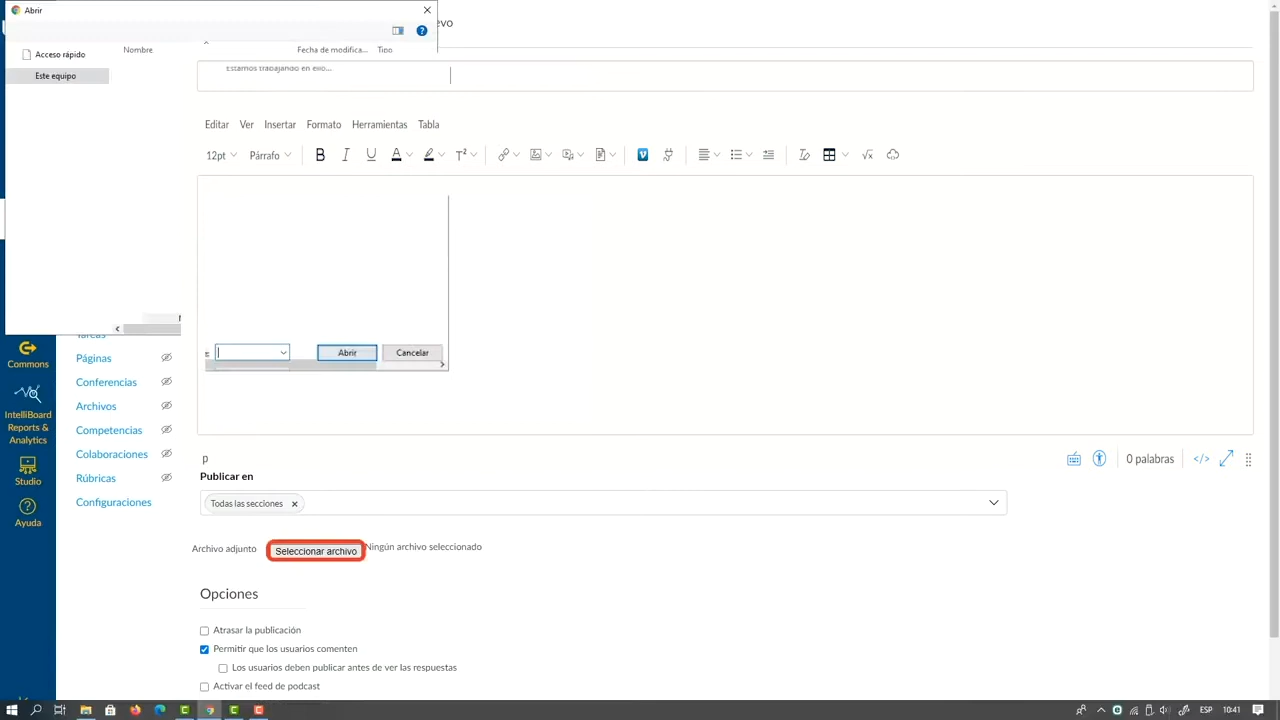 Abrir
evo
Nombre
Fecha de modifica...
Tipo
Acceso rápido
Este equipo
Estamos trabajando en ello...
Editar Ver Insertar Formato Herramientas Tabla
12pt Párrafo B I U A T²
Abrir
Cancelar
Tareas
Páginas
Conferencias
Archivos
Competencias
Colaboraciones
Rúbricas
Configuraciones
Commons
IntelliBoard
Reports &
Analytics
Studio
Ayuda
p
0 palabras
</>
Publicar en
Todas las secciones
Archivo adjunto Seleccionar archivo Ningún archivo seleccionado
Opciones
Atrasar la publicación
Permitir que los usuarios comenten
Los usuarios deben publicar antes de ver las respuestas
Activar el feed de podcast
ESP 10:41